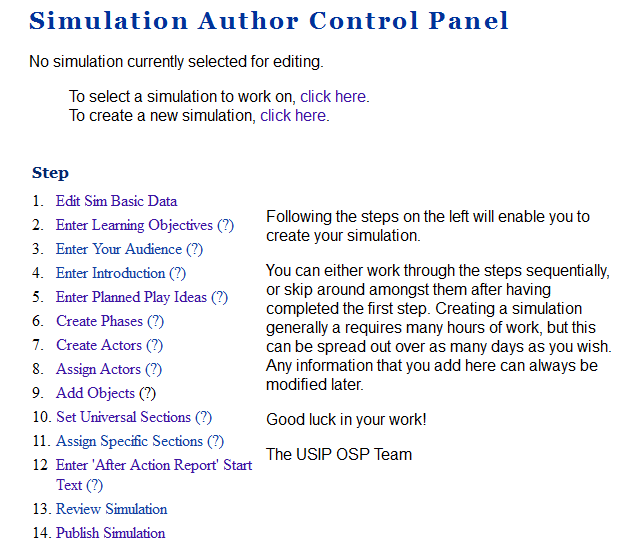 Simulation Author Control Panel
No simulation currently selected for editing.
To select a simulation to work on, click here.
To create a new simulation, click here.
Step
1. Edit Sim Basic Data
2. Enter Learning Objectives (?)
3. Enter Your Audience (?)
4. Enter Introduction (?)
5. Enter Planned Play Ideas (?)
6. Create Phases (?)
7. Create Actors (?)
8. Assign Actors (?)
9. Add Objects (?)
10. Set Universal Sections (?)
11. Assign Specific Sections (?)
12 Enter 'After Action Report' Start
Text (?)
13. Review Simulation
14. Publish Simulation
Following the steps on the left will enable you to
create your simulation.
You can either work through the steps sequentially,
or skip around amongst them after having
completed the first step. Creating a simulation
generally a requires many hours of work, but this
can be spread out over as many days as you wish.
Any information that you add here can always be
modified later.
Good luck in your work!
The USIP OSP Team